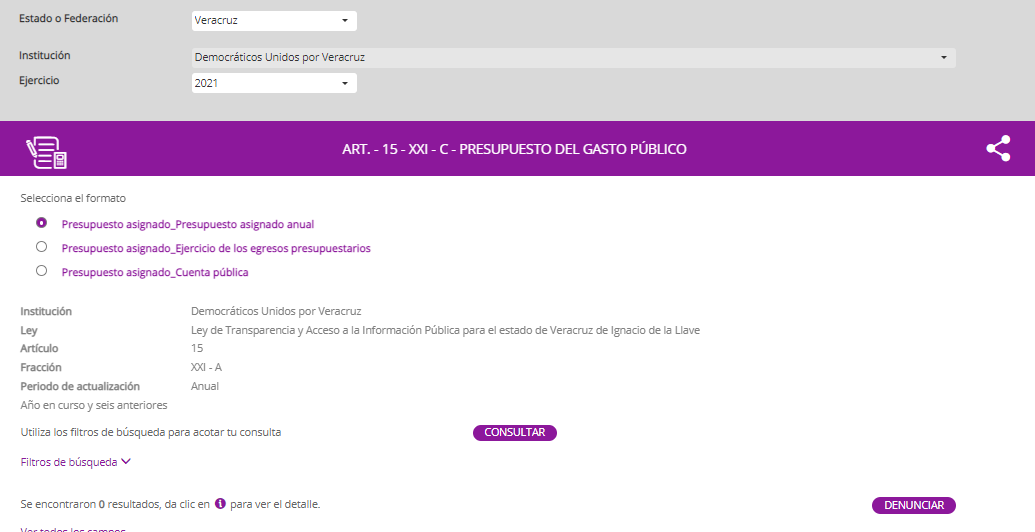 Estado o Federación Veracruz
Institución Democráticos Unidos por Veracruz
Ejercicio 2021
ART. - 15 - XXI - C - PRESUPUESTO DEL GASTO PÚBLICO
Selecciona el formato
Presupuesto asignado_Presupuesto asignado anual
Presupuesto asignado_Ejercicio de los egresos presupuestarios
Presupuesto asignado_Cuenta pública
Institución Democráticos Unidos por Veracruz
Ley Ley de Transparencia y Acceso a la Información Pública para el estado de Veracruz de Ignacio de la Llave
Artículo 15
Fracción XXI - A
Periodo de actualización Anual
Año en curso y seis anteriores
Utiliza los filtros de búsqueda para acotar tu consulta CONSULTAR
Filtros de búsqueda
Se encontraron 0 resultados, da clic en i para ver el detalle. DENUNCIAR
Ver todos los campos